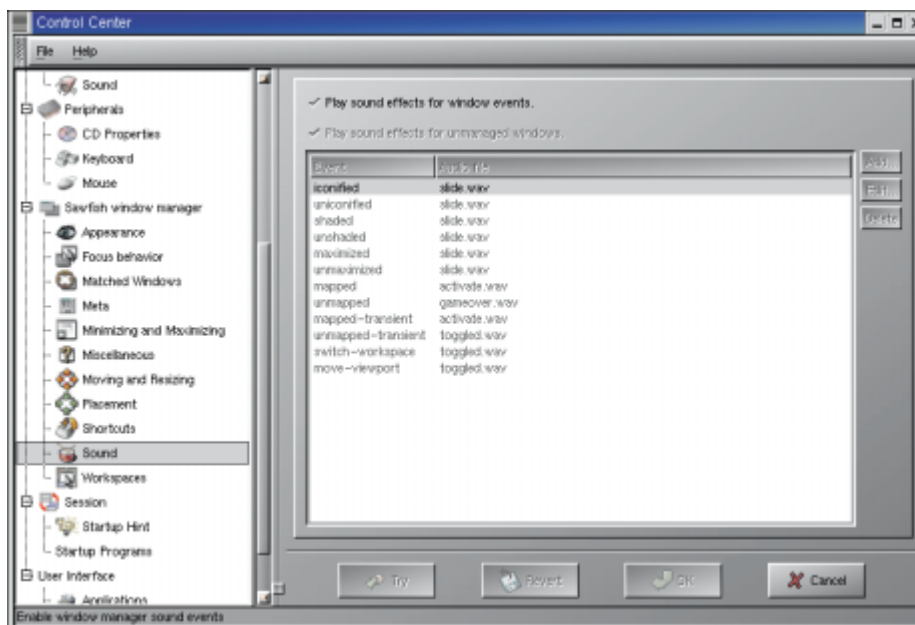 Control Center
File Help
Sound
Peripherals
CD Properties
Keyboard
Mouse
Sawfish window manager
Appearance
Focus behavior
Matched Windows
Meta
Minimizing and Maximizing
Miscellaneous
Moving and Resizing
Placement
Shortcuts
Sound
Workspaces
Session
Startup Hint
Startup Programs
User Interface
Applications
Play sound effects for window events.
Play sound effects for unmanaged windows.
Event Audio file
iconified slide.wav
uniconified slide.wav
shaded slide.wav
unshaded slide.wav
maximized slide.wav
unmaximized slide.wav
mapped activate.wav
unmapped gameover.wav
mapped-transient activate.wav
unmapped-transient toggled.wav
switch-workspace toggled.wav
move-viewport toggled.wav
Add...
Edit...
Delete
Try Revert OK Cancel
Enable window manager sound events